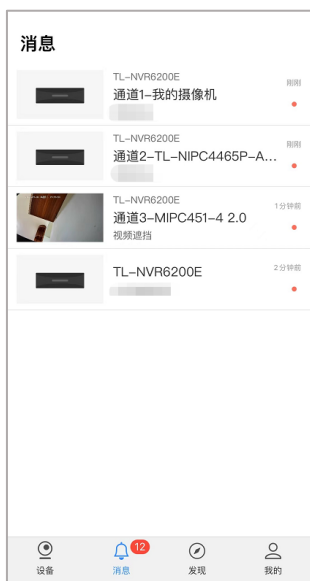 消息
TL-NVR6200E
刚刚
通道1-我的摄像机
TL-NVR6200E
刚刚
通道2-TL-NIPC4465P-A...
TL-NVR6200E
1分钟前
通道3-MIPC451-4 2.0
视频遮挡
TL-NVR6200E
2分钟前
12
设备
消息
发现
我的